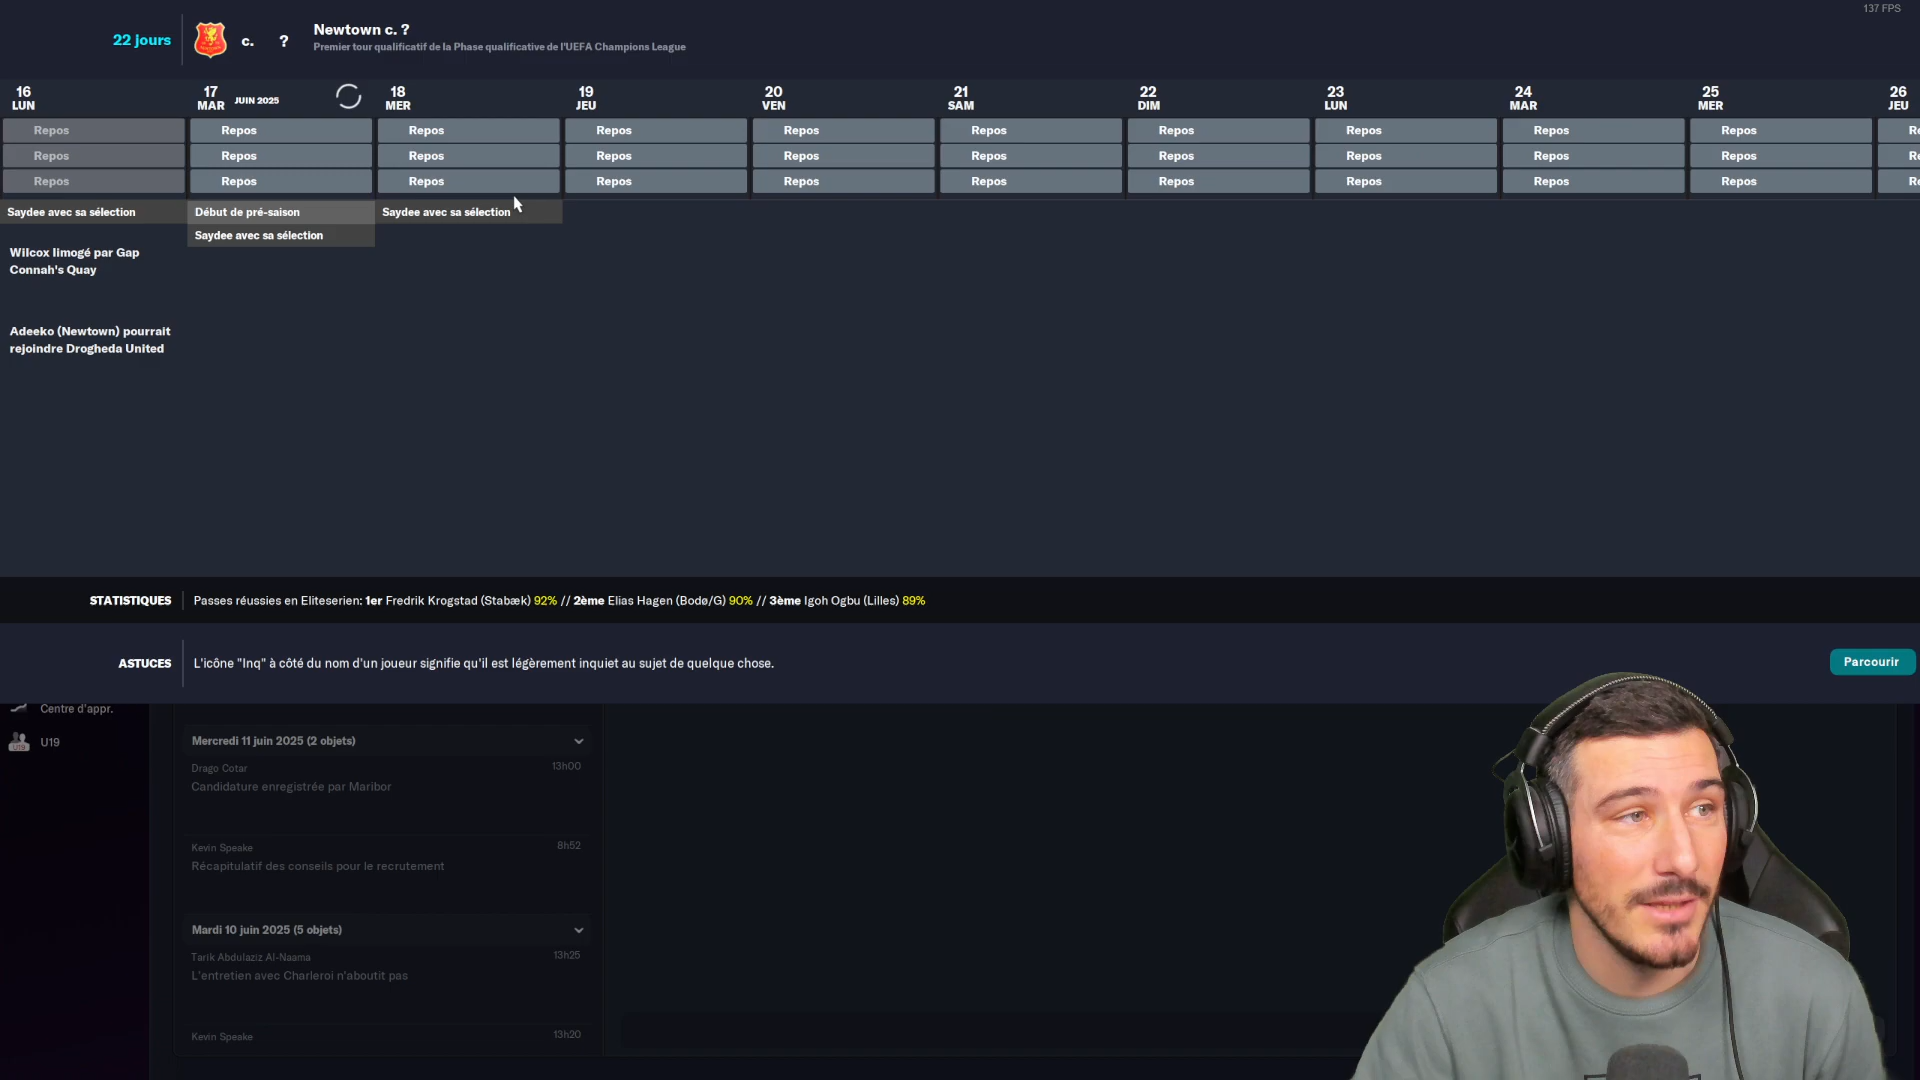 137 FPS
22 jours
c.
?
Newtown c. ?
Premier tour qualificatif de la Phase qualificative de l'UEFA Champions League
16 LUN
17 MAR JUIN 2025
18 MER
19 JEU
20 VEN
21 SAM
22 DIM
23 LUN
24 MAR
25 MER
26 JEU
Repos Repos Repos Repos Repos Repos Repos Repos Repos Repos
Repos Repos Repos Repos Repos Repos Repos Repos Repos Repos
Repos Repos Repos Repos Repos Repos Repos Repos Repos Repos
Saydee avec sa sélection
Début de pré-saison
Saydee avec sa sélection
Saydee avec sa sélection
Wilcox limogé par Gap
Connah's Quay
Adeeko (Newtown) pourrait
rejoindre Drogheda United
STATISTIQUES
Passes réussies en Eliteserien: 1er Fredrik Krogstad (Stabæk) 92% // 2ème Elias Hagen (Bodø/G) 90% // 3ème Igoh Ogbu (Lilles) 89%
ASTUCES
L'icône "Inq" à côté du nom d'un joueur signifie qu'il est légèrement inquiet au sujet de quelque chose.
Parcourir
Centre d'appr.
U19
Mercredi 11 juin 2025 (2 objets)
Drago Cotar 13h00
Candidature enregistrée par Maribor
Kevin Speake 8h52
Récapitulatif des conseils pour le recrutement
Mardi 10 juin 2025 (5 objets)
Tarik Abdulaziz Al-Naama 13h25
L'entretien avec Charleroi n'aboutit pas
Kevin Speake 13h20